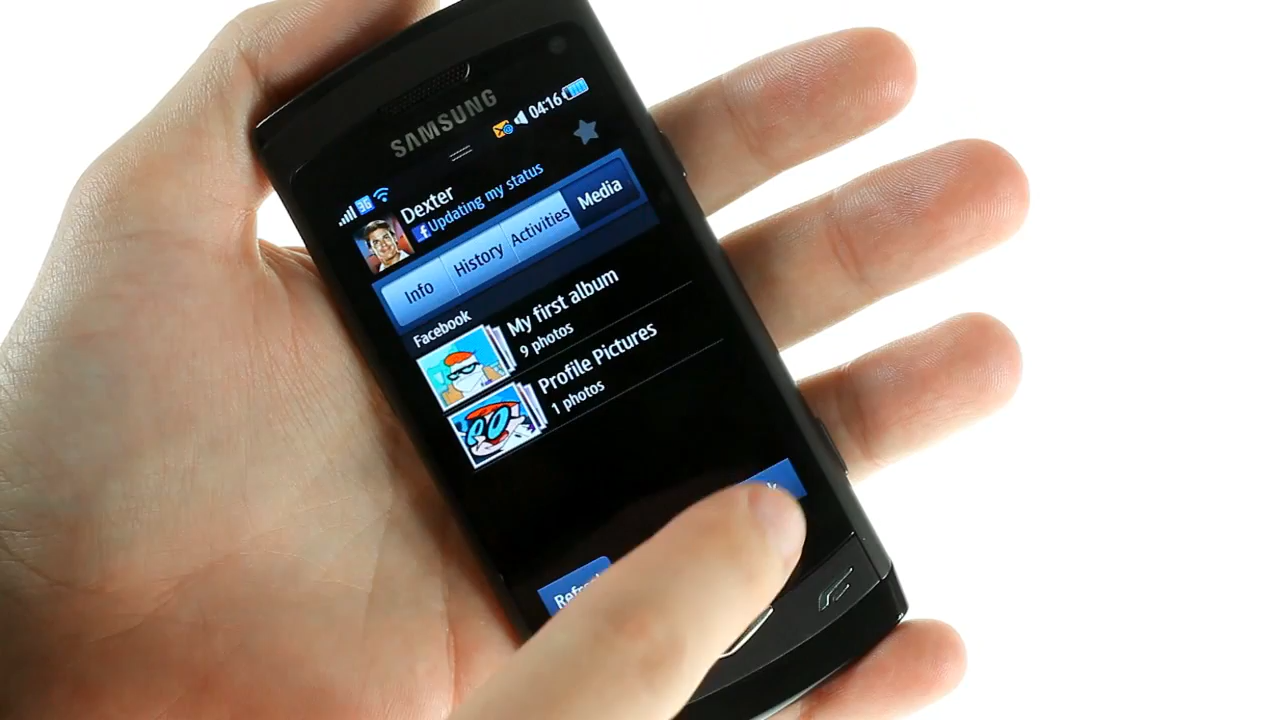 SAMSUNG
04:16
3G
Dexter
Updating my status
Info
History
Activities
Media
Facebook
My first album
9 photos
Profile Pictures
1 photos